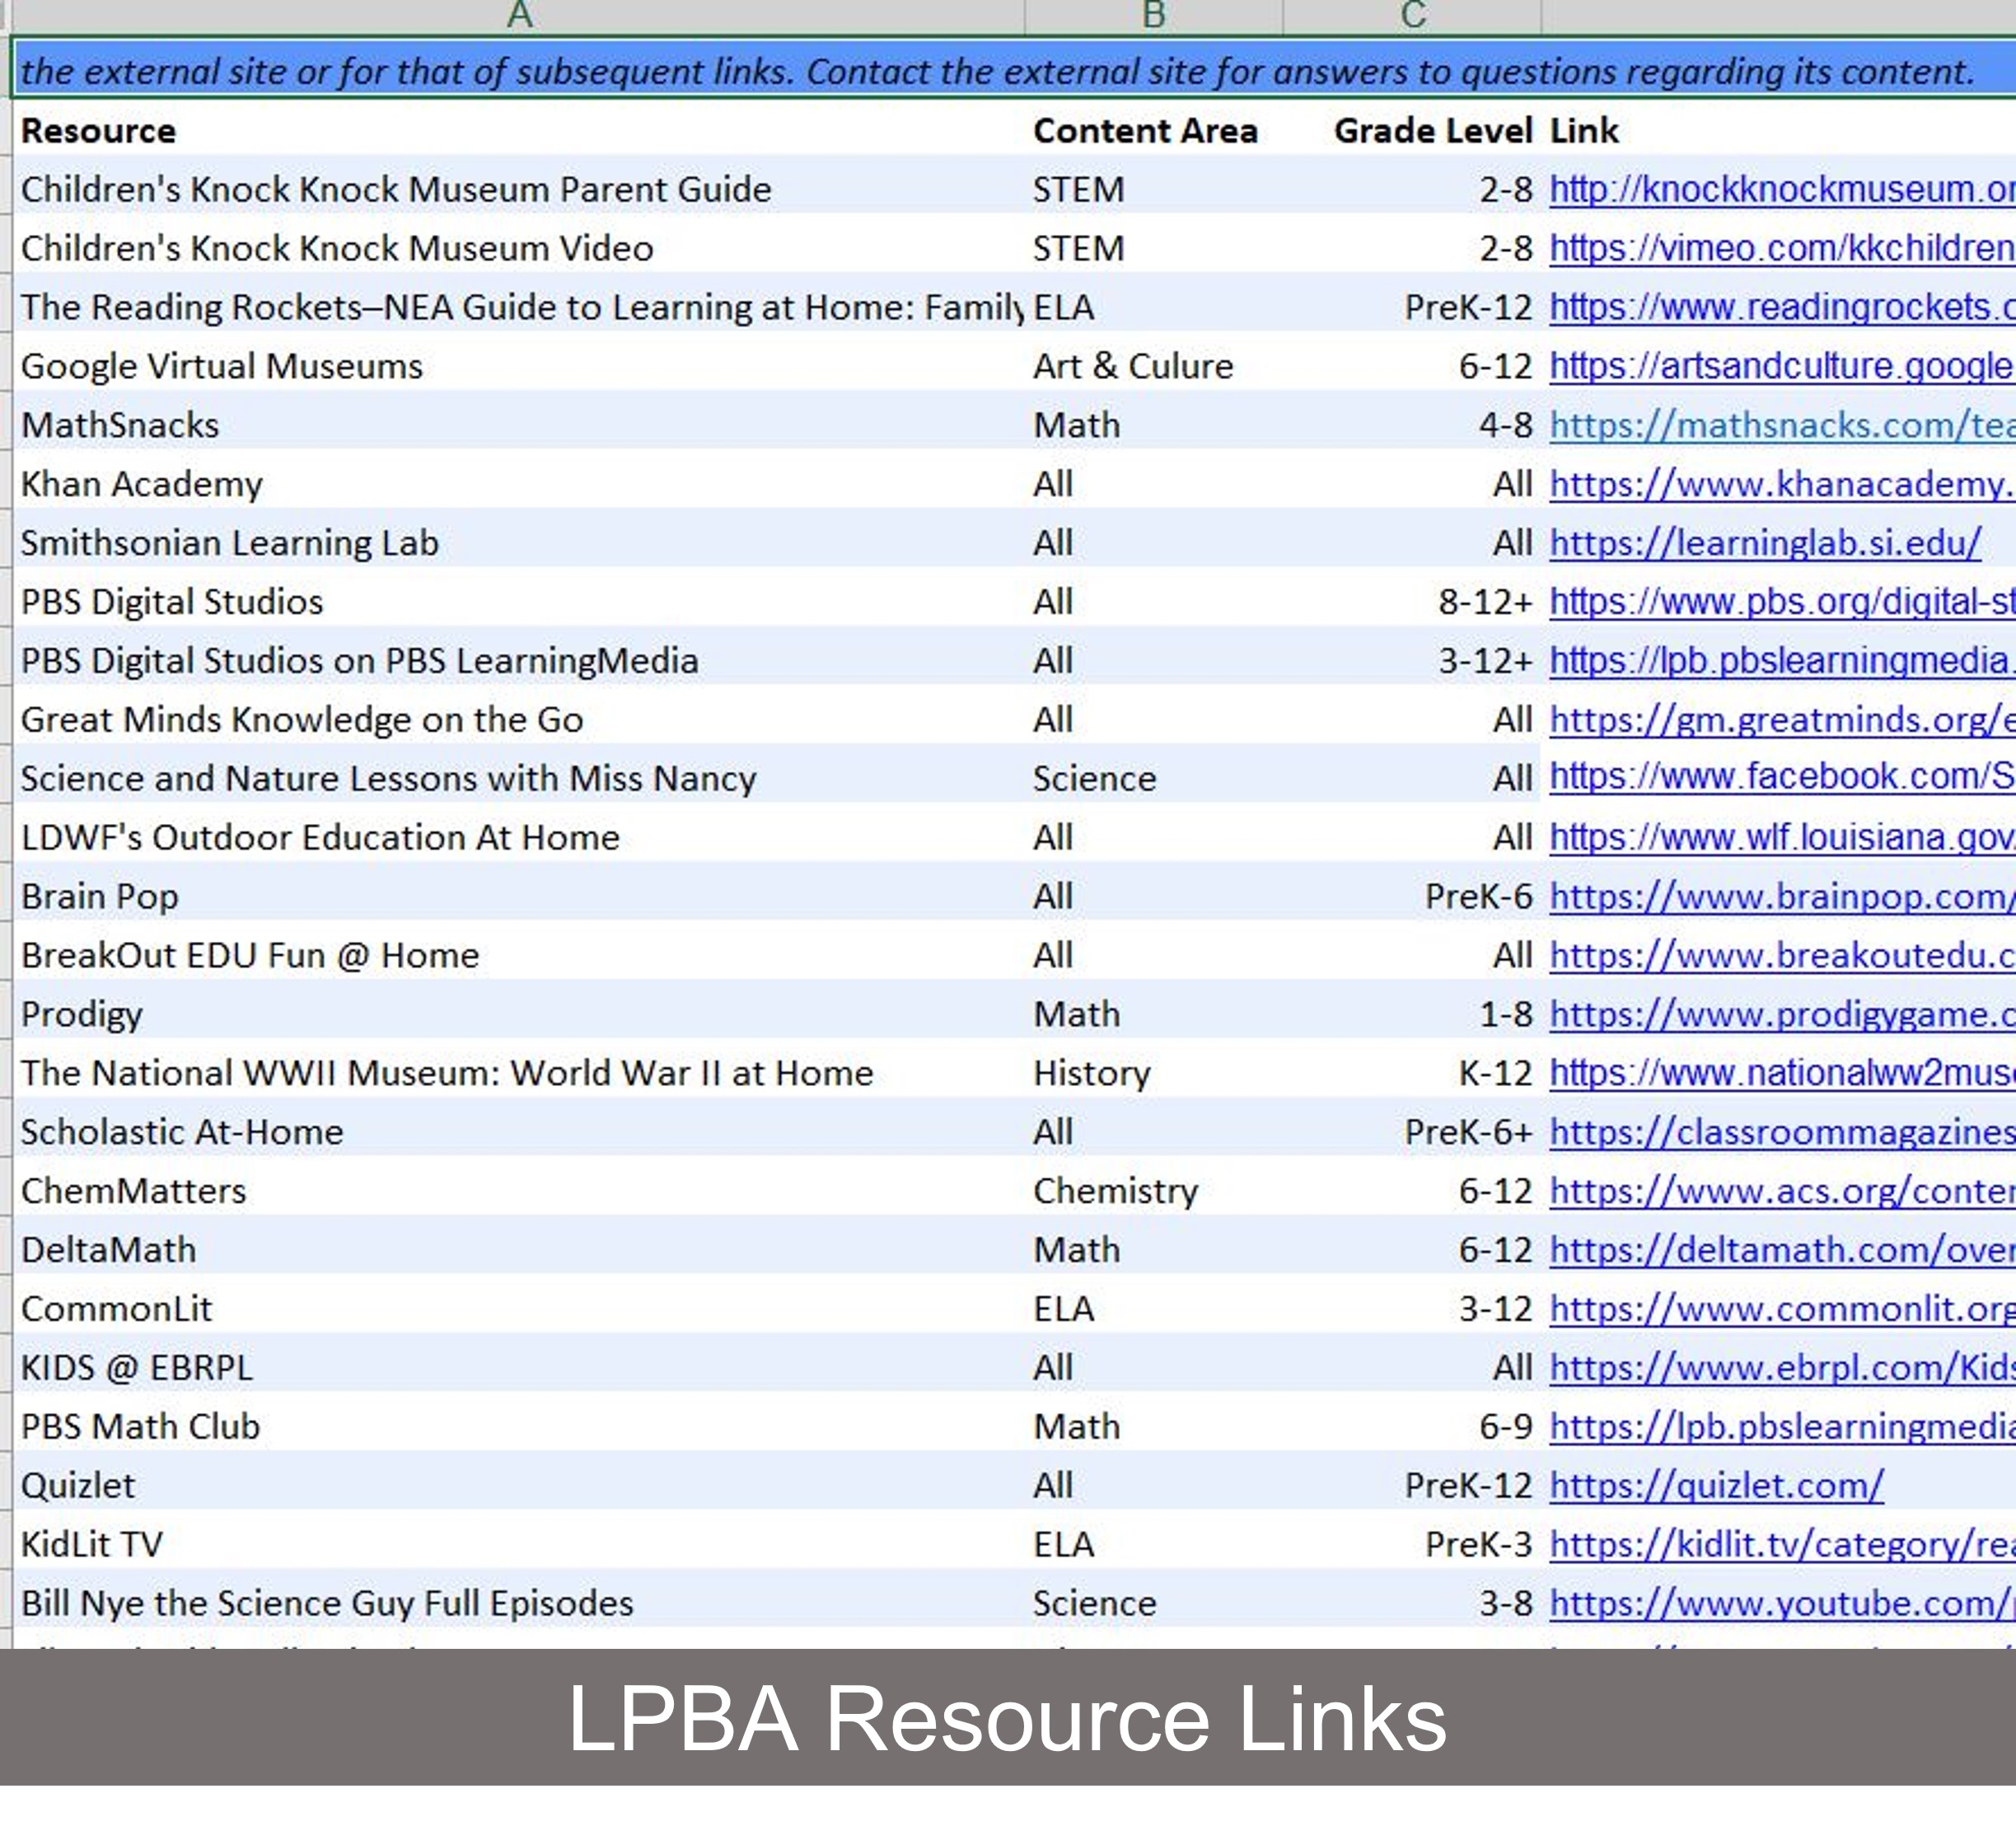 A B C
the external site or for that of subsequent links. Contact the external site for answers to questions regarding its content.
Resource Content Area Grade Level Link
Children's Knock Knock Museum Parent Guide STEM 2-8 http://knockknockmuseum.or
Children's Knock Knock Museum Video STEM 2-8 https://vimeo.com/kkchildren
The Reading Rockets–NEA Guide to Learning at Home: Family ELA PreK-12 https://www.readingrockets.o
Google Virtual Museums Art & Culure 6-12 https://artsandculture.google
MathSnacks Math 4-8 https://mathsnacks.com/tea
Khan Academy All All https://www.khanacademy.
Smithsonian Learning Lab All All https://learninglab.si.edu/
PBS Digital Studios All 8-12+ https://www.pbs.org/digital-st
PBS Digital Studios on PBS LearningMedia All 3-12+ https://lpb.pbslearningmedia.
Great Minds Knowledge on the Go All All https://gm.greatminds.org/e
Science and Nature Lessons with Miss Nancy Science All https://www.facebook.com/S
LDWF's Outdoor Education At Home All All https://www.wlf.louisiana.gov/
Brain Pop All PreK-6 https://www.brainpop.com/
BreakOut EDU Fun @ Home All All https://www.breakoutedu.c
Prodigy Math 1-8 https://www.prodigygame.c
The National WWII Museum: World War II at Home History K-12 https://www.nationalww2muse
Scholastic At-Home All PreK-6+ https://classroommagazines
ChemMatters Chemistry 6-12 https://www.acs.org/conten
DeltaMath Math 6-12 https://deltamath.com/over
CommonLit ELA 3-12 https://www.commonlit.org
KIDS @ EBRPL All All https://www.ebrpl.com/Kids
PBS Math Club Math 6-9 https://lpb.pbslearningmedia
Quizlet All PreK-12 https://quizlet.com/
KidLit TV ELA PreK-3 https://kidlit.tv/category/rea
Bill Nye the Science Guy Full Episodes Science 3-8 https://www.youtube.com/p
LPBA Resource Links